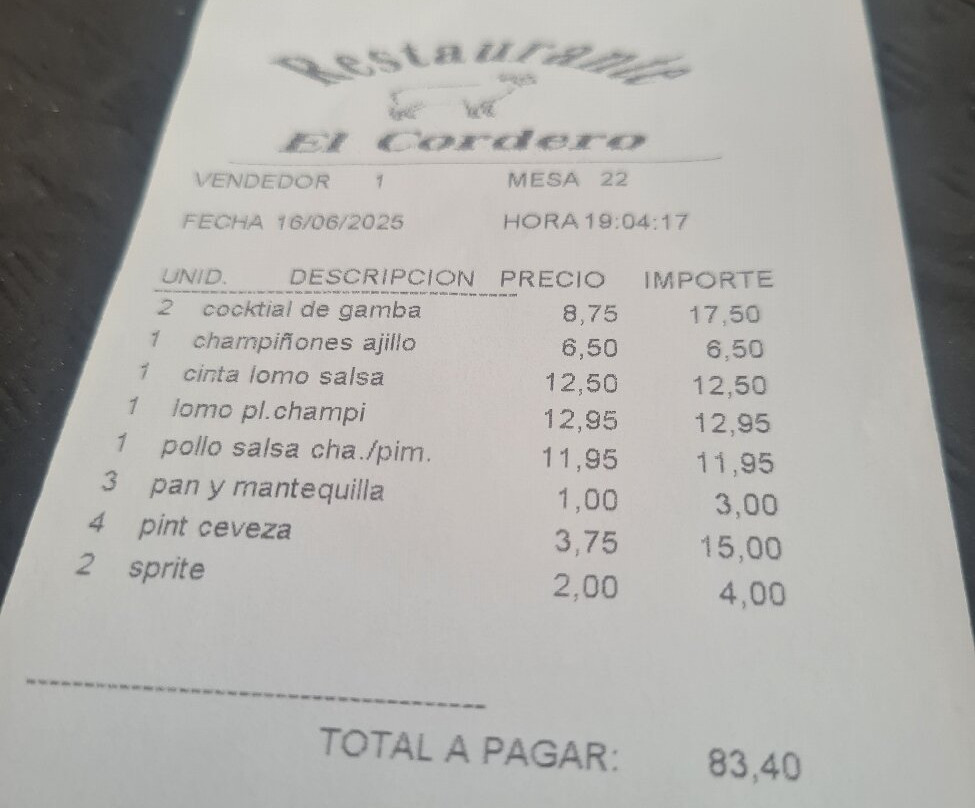 Restaurante
El Cordero
VENDEDOR 1 MESA 22
FECHA 16/06/2025 HORA 19:04:17
UNID. DESCRIPCION PRECIO IMPORTE
2 cocktial de gamba 8,75 17,50
1 champiñones ajillo 6,50 6,50
1 cinta lomo salsa 12,50 12,50
1 lomo pl.champi 12,95 12,95
1 pollo salsa cha./pim. 11,95 11,95
3 pan y mantequilla 1,00 3,00
4 pint ceveza 3,75 15,00
2 sprite 2,00 4,00
TOTAL A PAGAR: 83,40